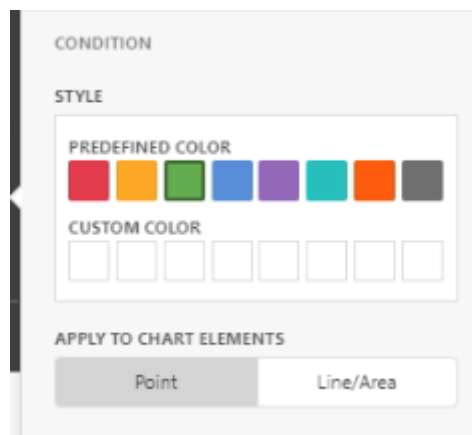 CONDITION
STYLE
PREDEFINED COLOR
CUSTOM COLOR
APPLY TO CHART ELEMENTS
Point Line/Area